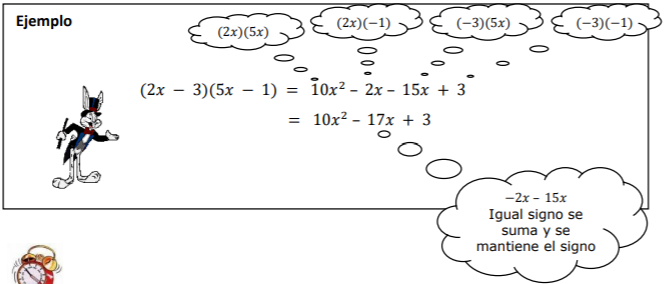 Ejemplo
(2x)(5x)
(2x)(−1)
(−3)(5x)
(−3)(−1)
(2x − 3)(5x − 1) = 10x² – 2x – 15x + 3
= 10x² – 17x + 3
−2x – 15x
Igual signo se
suma y se
mantiene el signo